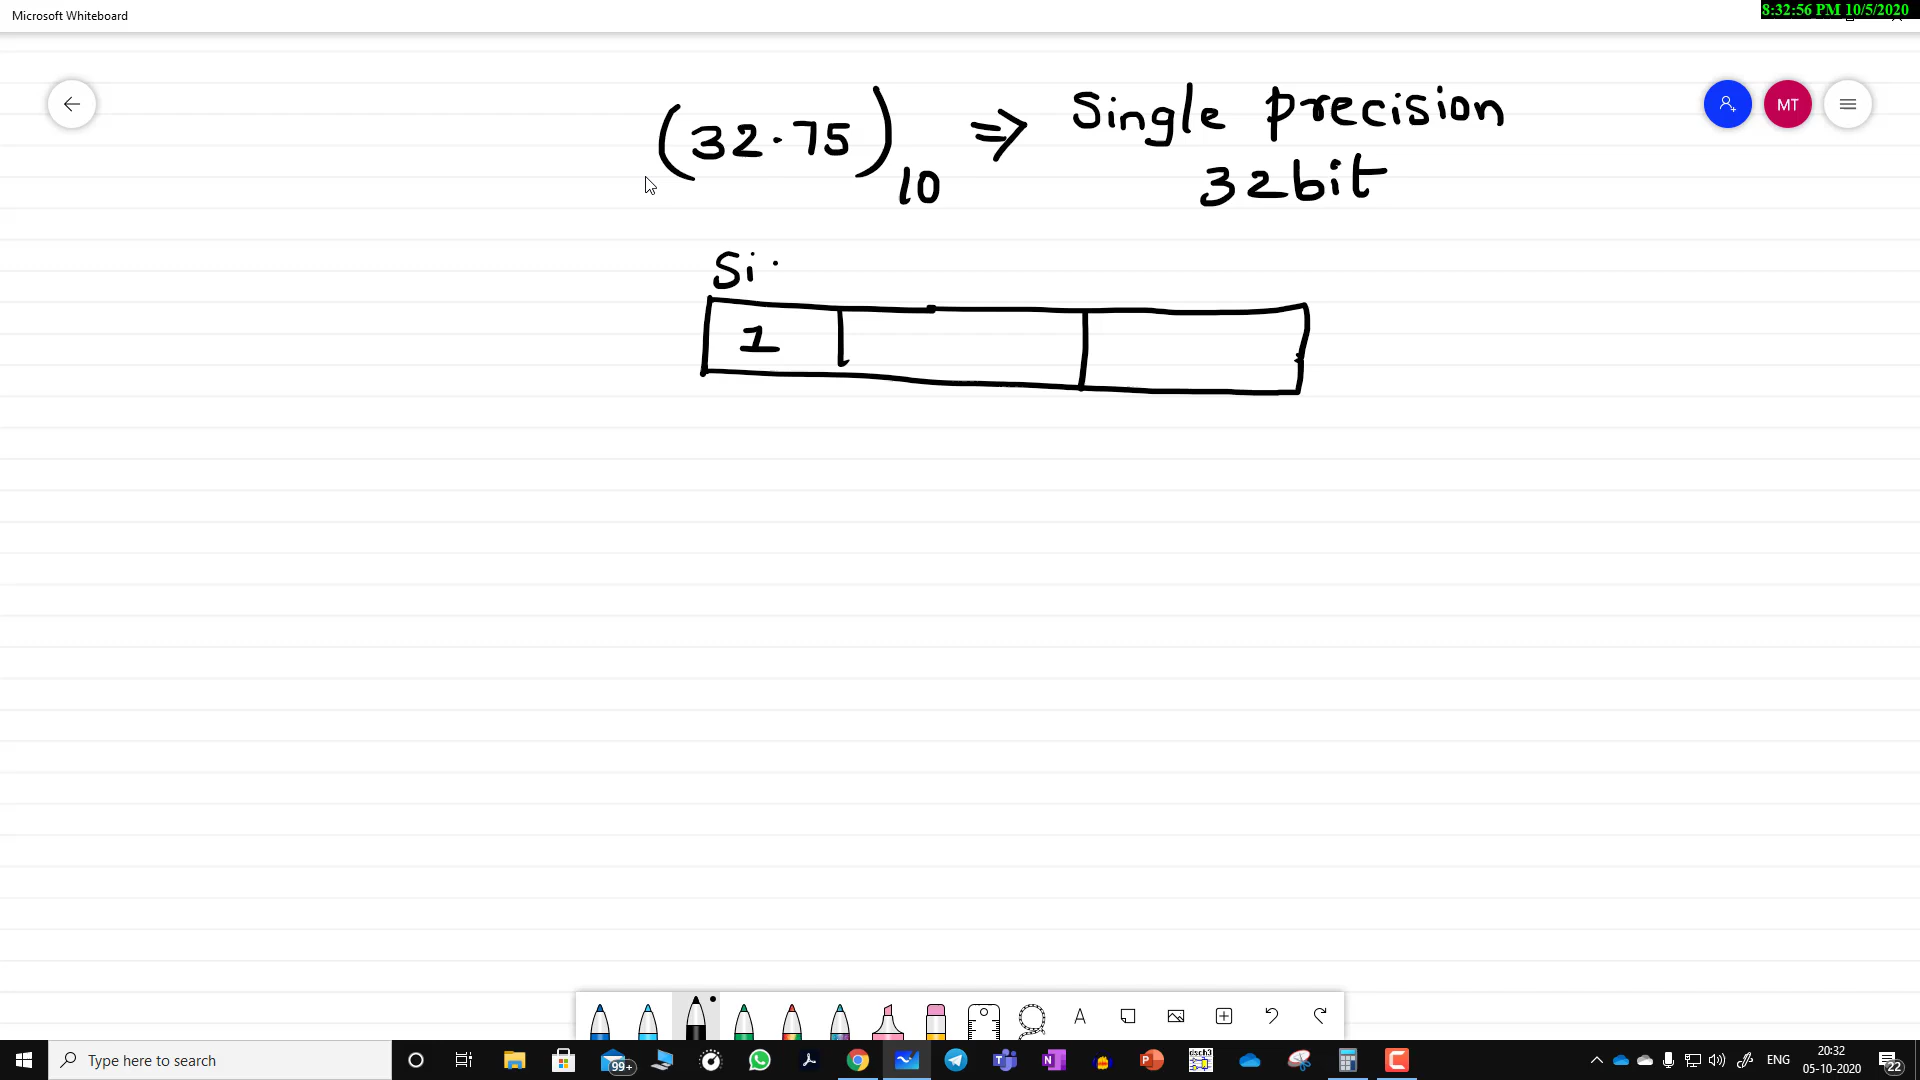 Microsoft Whiteboard
8:32:56 PM 10/5/2020
(32.75)10 ⇒ Single precision
32bit
MT
Si
1
A
Type here to search
99+
dsch3
ENG
20:32
05-10-2020
22